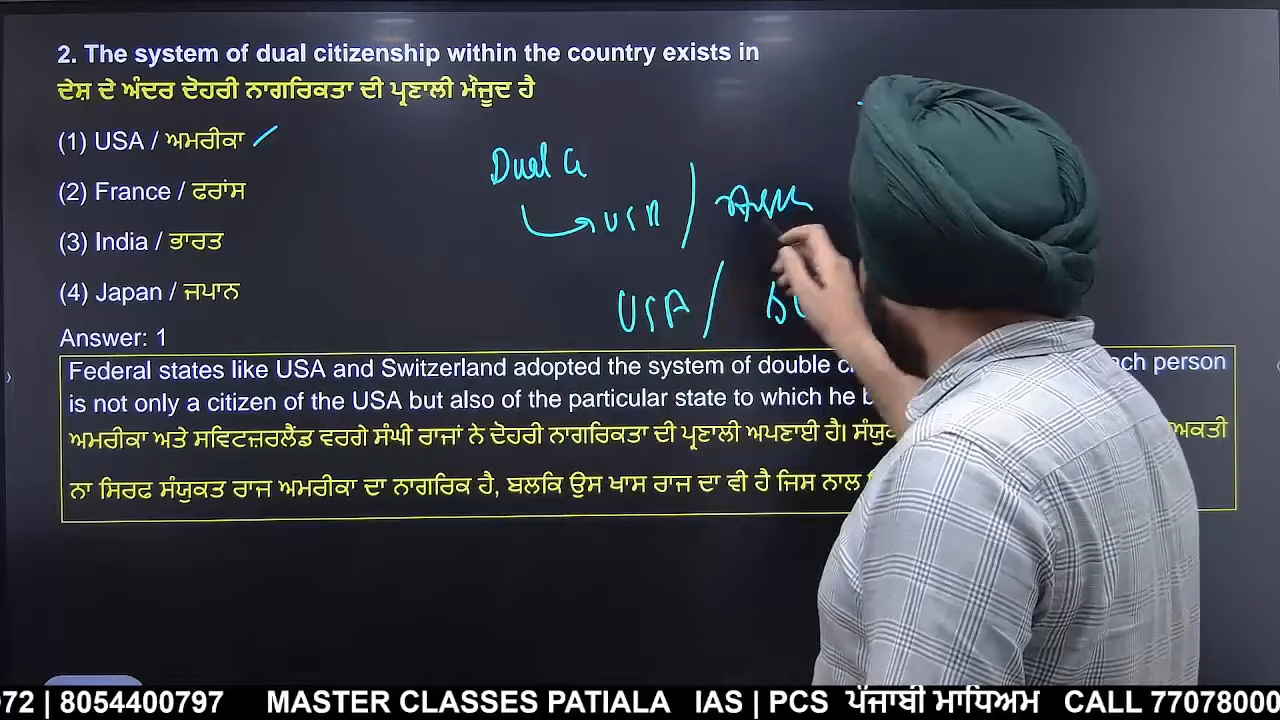 2. The system of dual citizenship within the country exists in
ਦੇਸ਼ ਦੇ ਅੰਦਰ ਦੋਹਰੀ ਨਾਗਰਿਕਤਾ ਦੀ ਪ੍ਰਣਾਲੀ ਮੌਜੂਦ ਹੈ
(1) USA / ਅਮਰੀਕਾ
(2) France / ਫਰਾਂਸ
(3) India / ਭਾਰਤ
(4) Japan / ਜਪਾਨ
Dual C
USA /
USA /
Answer: 1
Federal states like USA and Switzerland adopted the system of double each person
is not only a citizen of the USA but also of the particular state to which he
ਅਮਰੀਕਾ ਅਤੇ ਸਵਿਟਜ਼ਰਲੈਂਡ ਵਰਗੇ ਸੰਘੀ ਰਾਜਾਂ ਨੇ ਦੋਹਰੀ ਨਾਗਰਿਕਤਾ ਦੀ ਪ੍ਰਣਾਲੀ ਅਪਣਾਈ ਹੈ।
ਨਾ ਸਿਰਫ ਸੰਯੁਕਤ ਰਾਜ ਅਮਰੀਕਾ ਦਾ ਨਾਗਰਿਕ ਹੈ, ਬਲਕਿ ਉਸ ਖਾਸ ਰਾਜ ਦਾ ਵੀ ਹੈ ਜਿਸ ਨਾਲ
972 | 8054400797 MASTER CLASSES PATIALA IAS | PCS ਪੰਜਾਬੀ ਮਾਧਿਅਮ CALL 77078000